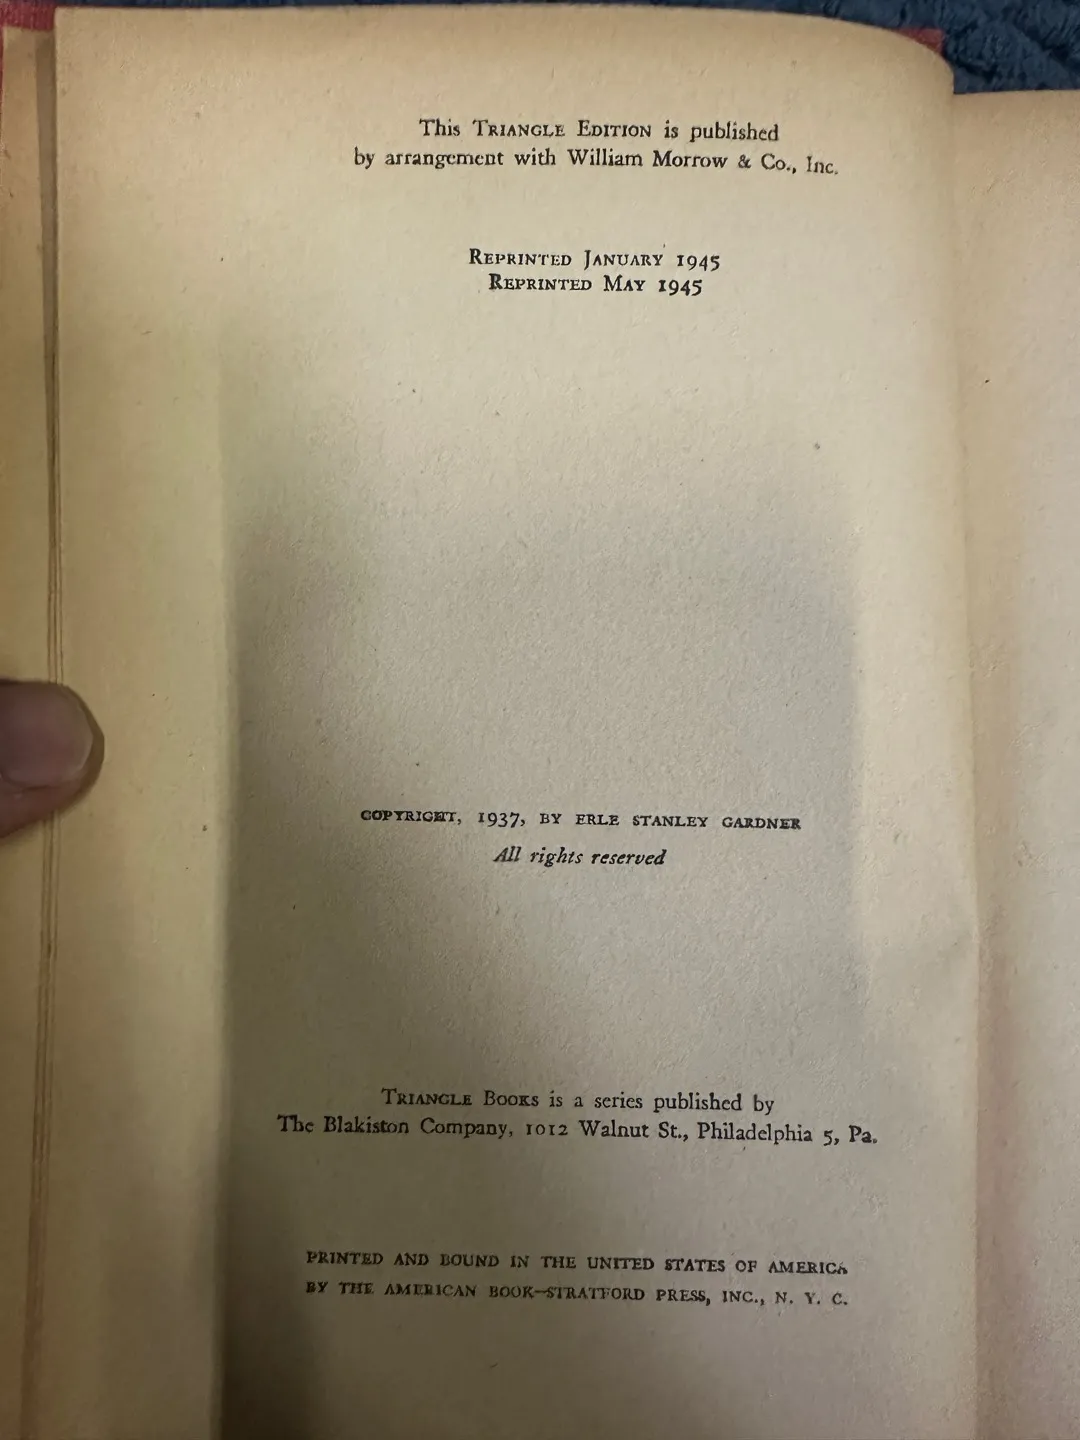 This Triangle Edition is published
by arrangement with William Morrow & Co., Inc.
Reprinted January 1945
Reprinted May 1945
COPYRIGHT, 1937, BY ERLE STANLEY GARDNER
All rights reserved
Triangle Books is a series published by
The Blakiston Company, 1012 Walnut St., Philadelphia 5, Pa.
PRINTED AND BOUND IN THE UNITED STATES OF AMERICA
BY THE AMERICAN BOOK—STRATFORD PRESS, INC., N. Y. C.